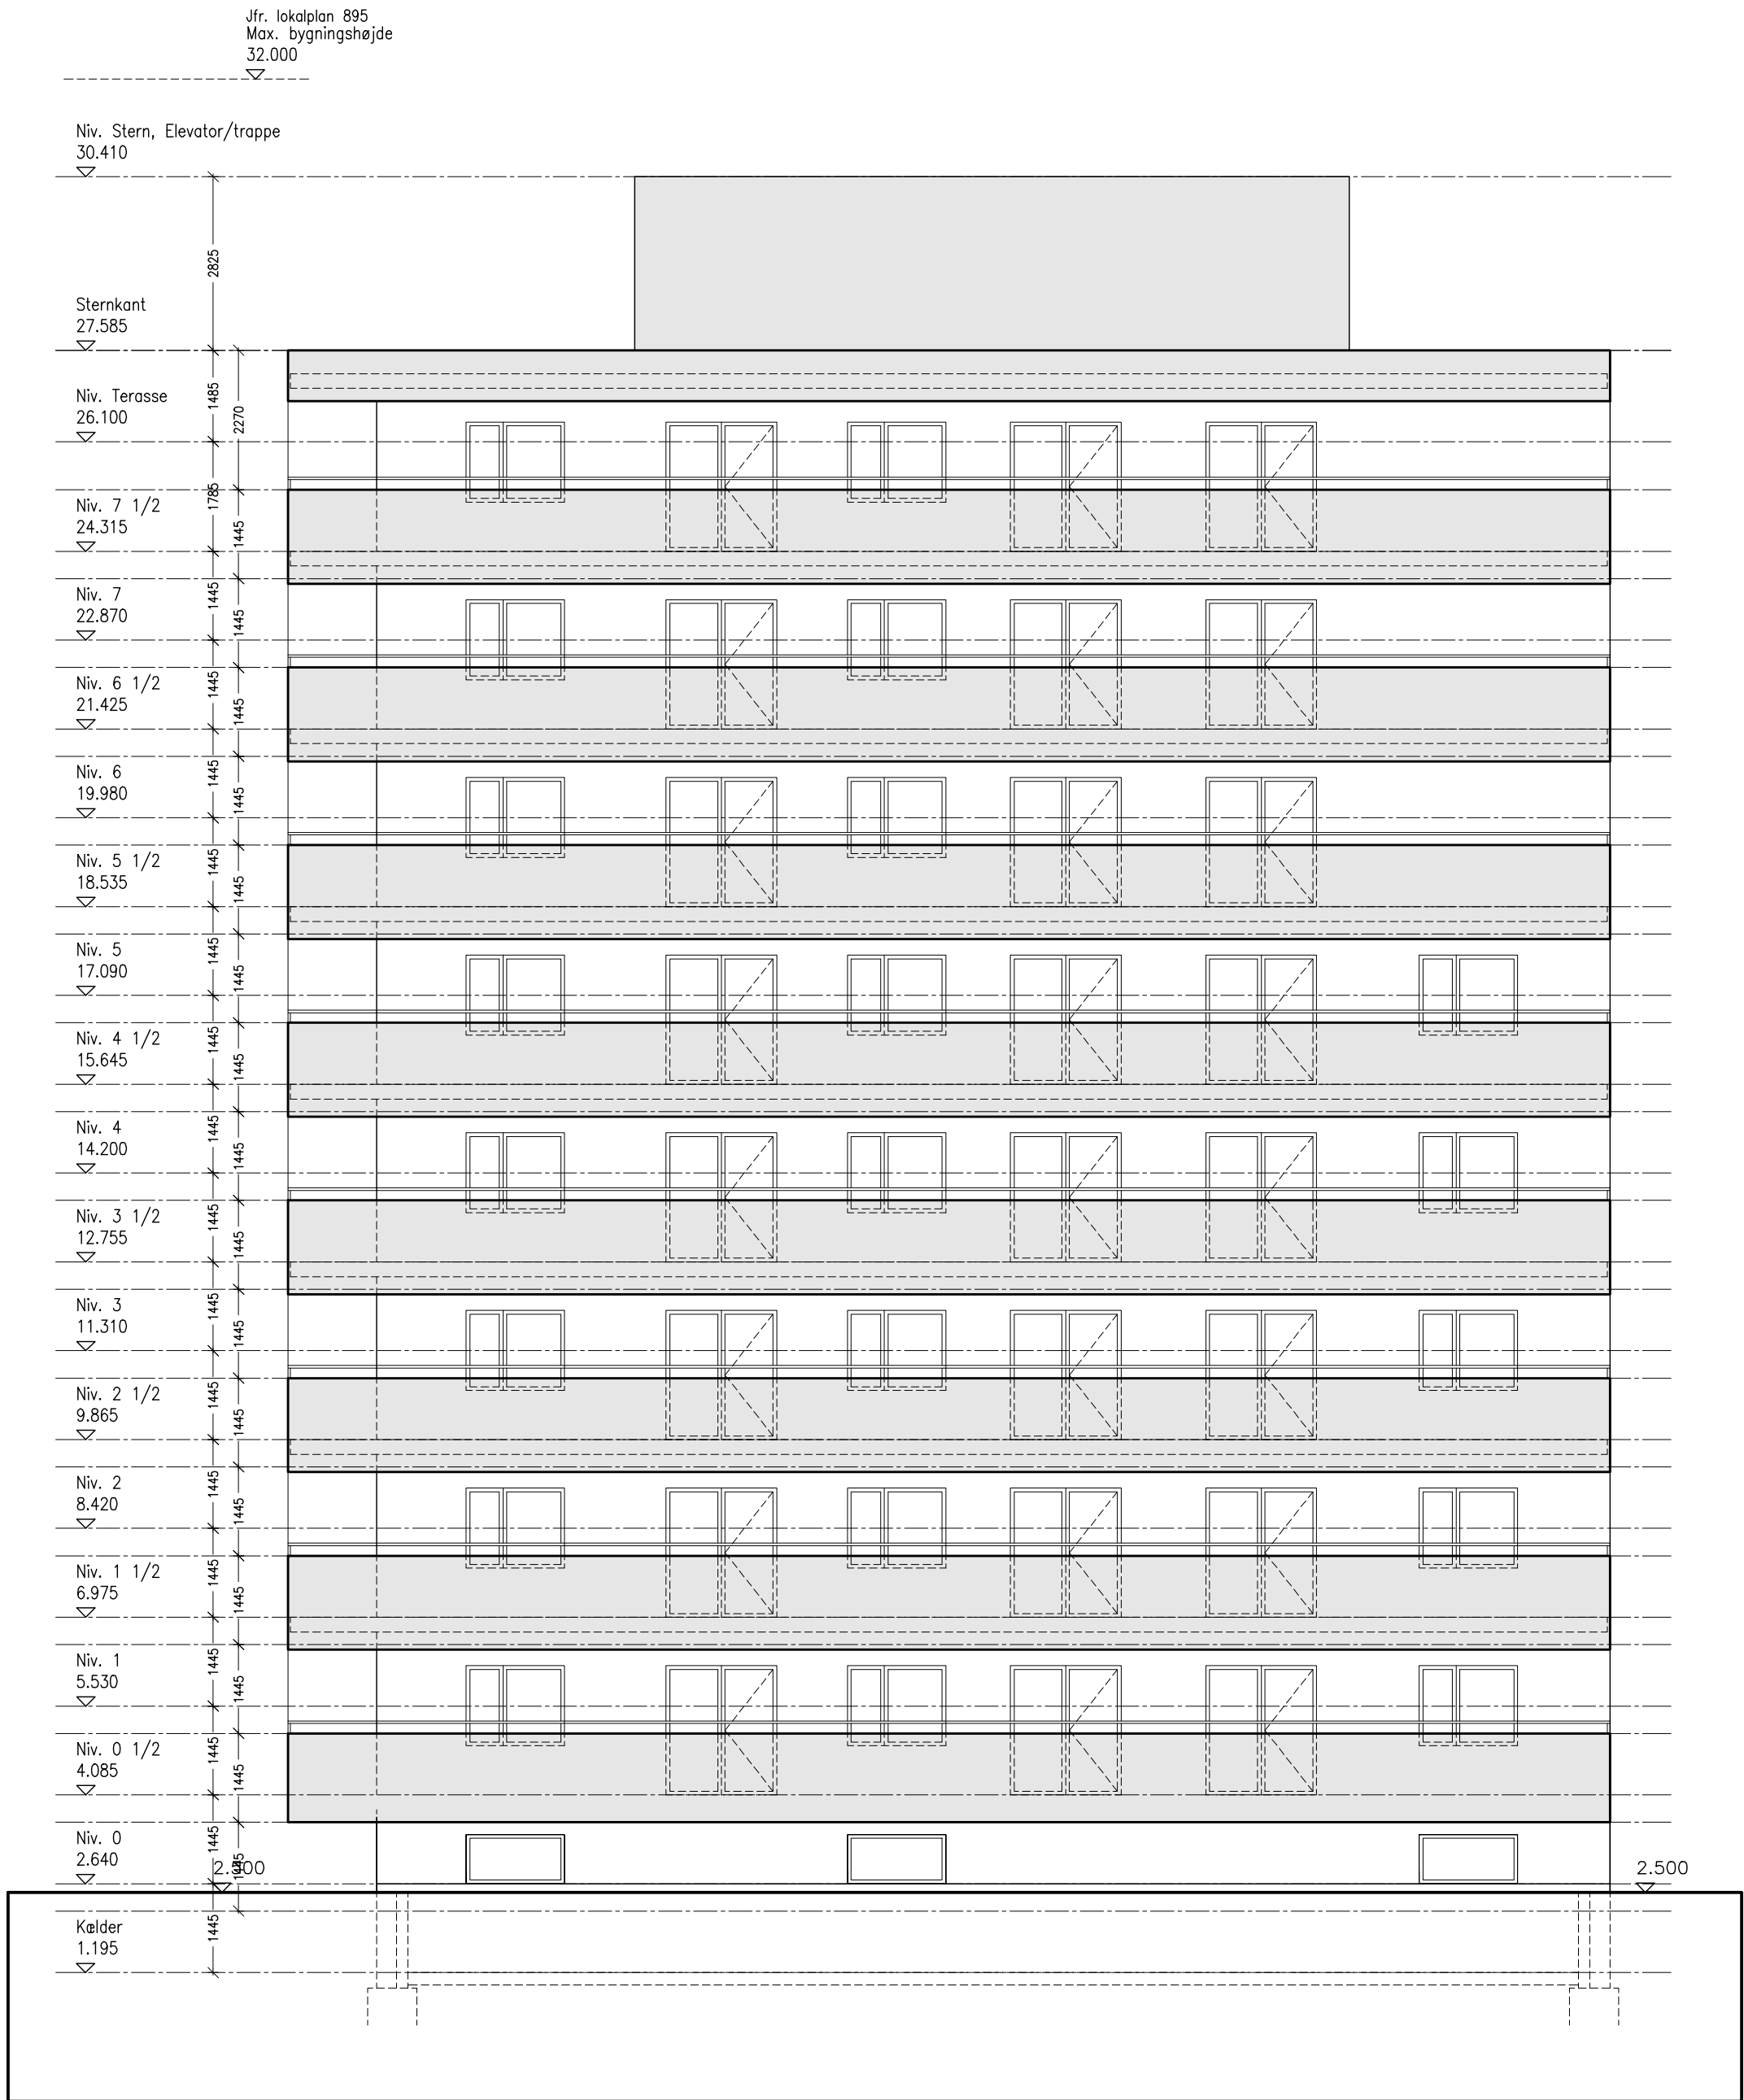 Jfr. lokalplan 895
Max. bygningshøjde
32.000
Niv. Stern, Elevator/trappe
30.410
2825
Sternkant
27.585
1485
2270
Niv. Terasse
26.100
1785
1445
Niv. 7 1/2
24.315
1445
1445
Niv. 7
22.870
1445
1445
Niv. 6 1/2
21.425
1445
1445
Niv. 6
19.980
1445
1445
Niv. 5 1/2
18.535
1445
1445
Niv. 5
17.090
1445
1445
Niv. 4 1/2
15.645
1445
1445
Niv. 4
14.200
1445
1445
Niv. 3 1/2
12.755
1445
1445
Niv. 3
11.310
1445
1445
Niv. 2 1/2
9.865
1445
1445
Niv. 2
8.420
1445
1445
Niv. 1 1/2
6.975
1445
1445
Niv. 1
5.530
1445
1445
Niv. 0 1/2
4.085
1445
Niv. 0
2.640
2.500
2.500
Kælder
1.195
1445